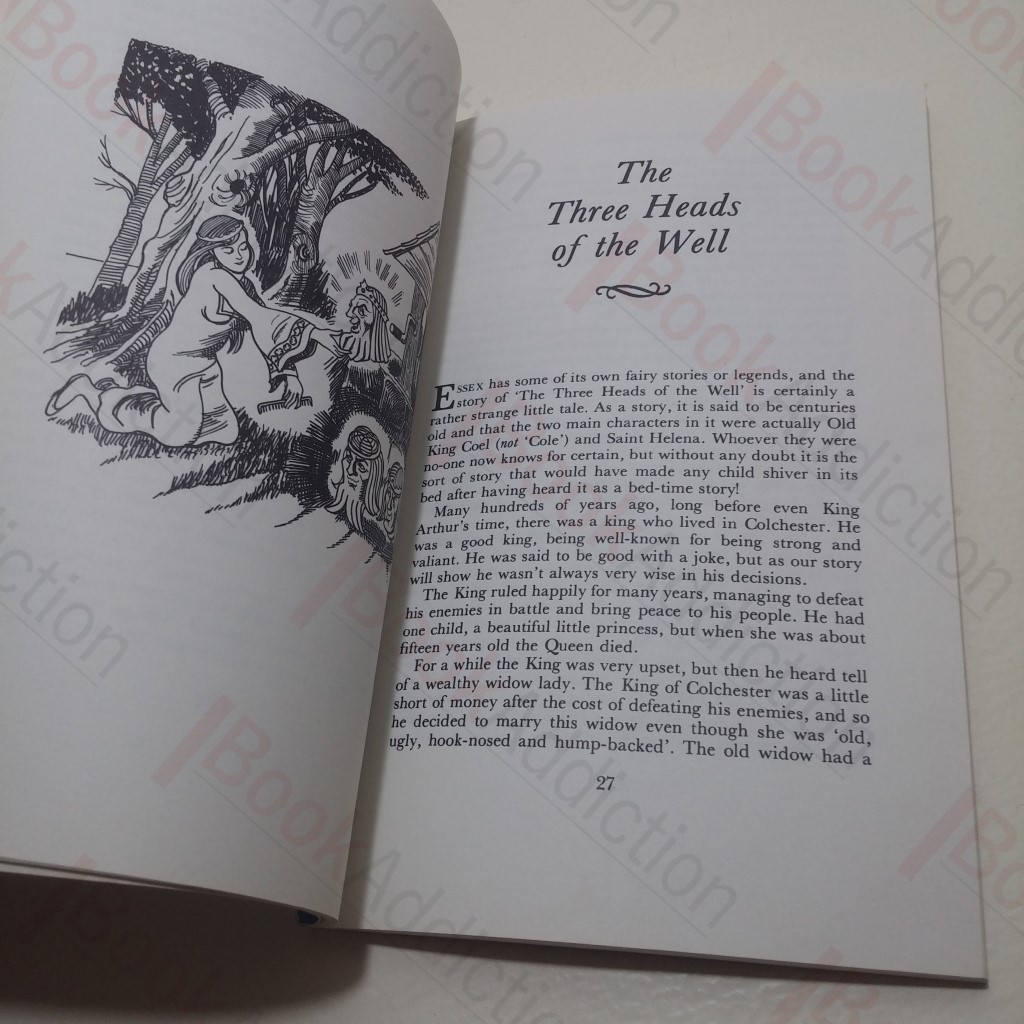 The
Three Heads
of the Well
ESSEX has some of its own fairy stories or legends, and the
story of 'The Three Heads of the Well' is certainly a
rather strange little tale. As a story, it is said to be centuries
old and that the two main characters in it were actually Old
King Coel (not 'Cole') and Saint Helena. Whoever they were
no-one now knows for certain, but without any doubt it is the
sort of story that would have made any child shiver in its
bed after having heard it as a bed-time story!
Many hundreds of years ago, long before even King
Arthur's time, there was a king who lived in Colchester. He
was a good king, being well-known for being strong and
valiant. He was said to be good with a joke, but as our story
will show he wasn't always very wise in his decisions.
The King ruled happily for many years, managing to defeat
his enemies in battle and bring peace to his people. He had
one child, a beautiful little princess, but when she was about
fifteen years old the Queen died.
For a while the King was very upset, but then he heard tell
of a wealthy widow lady. The King of Colchester was a little
short of money after the cost of defeating his enemies, and so
he decided to marry this widow even though she was 'old,
ugly, hook-nosed and hump-backed'. The old widow had a
27
BookAddiction
BookAddiction
BookAddiction
BookAddiction
BookAddiction